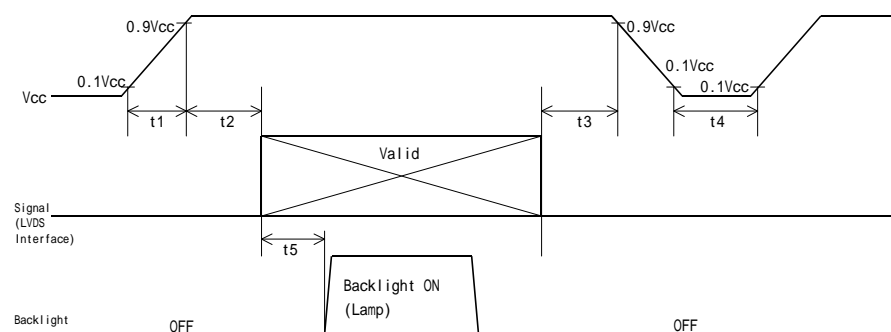 0.9Vcc
0.9Vcc
0.1Vcc
0.1Vcc
0.1Vcc
Vcc
t1
t2
t3
t4
Valid
Signal
(LVDS
Interface)
t5
Backlight ON
(Lamp)
Backlight
OFF
OFF